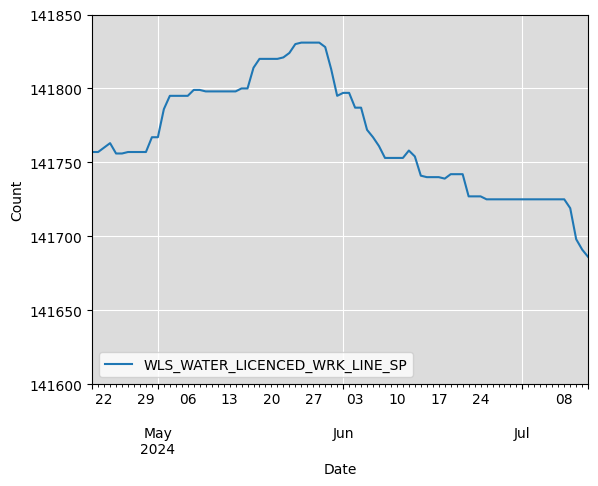 141850
141800
141750
141700
141650
141600
Count
WLS_WATER_LICENCED_WRK_LINE_SP
22 29 06 13 20 27 03 10 17 24 08
May Jun Jul
2024
Date